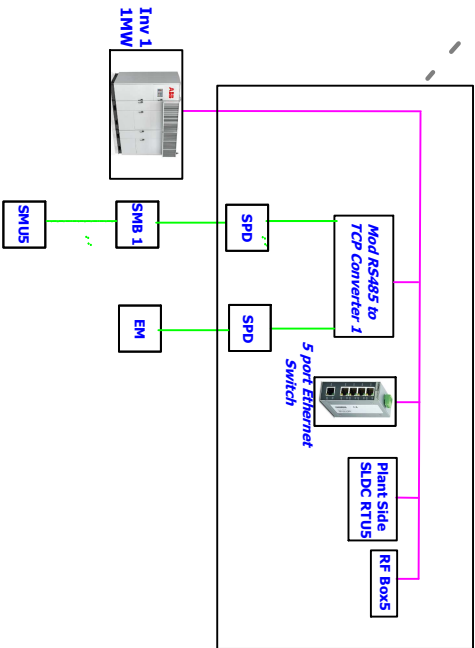 Inv 1
1MW
ABB
SMU5
SMB 1
SPD
Mod RS485 to
TCP Converter 1
EM
SPD
5 port Ethernet
Switch
Plant Side
SLDC RTU5
RF Box5